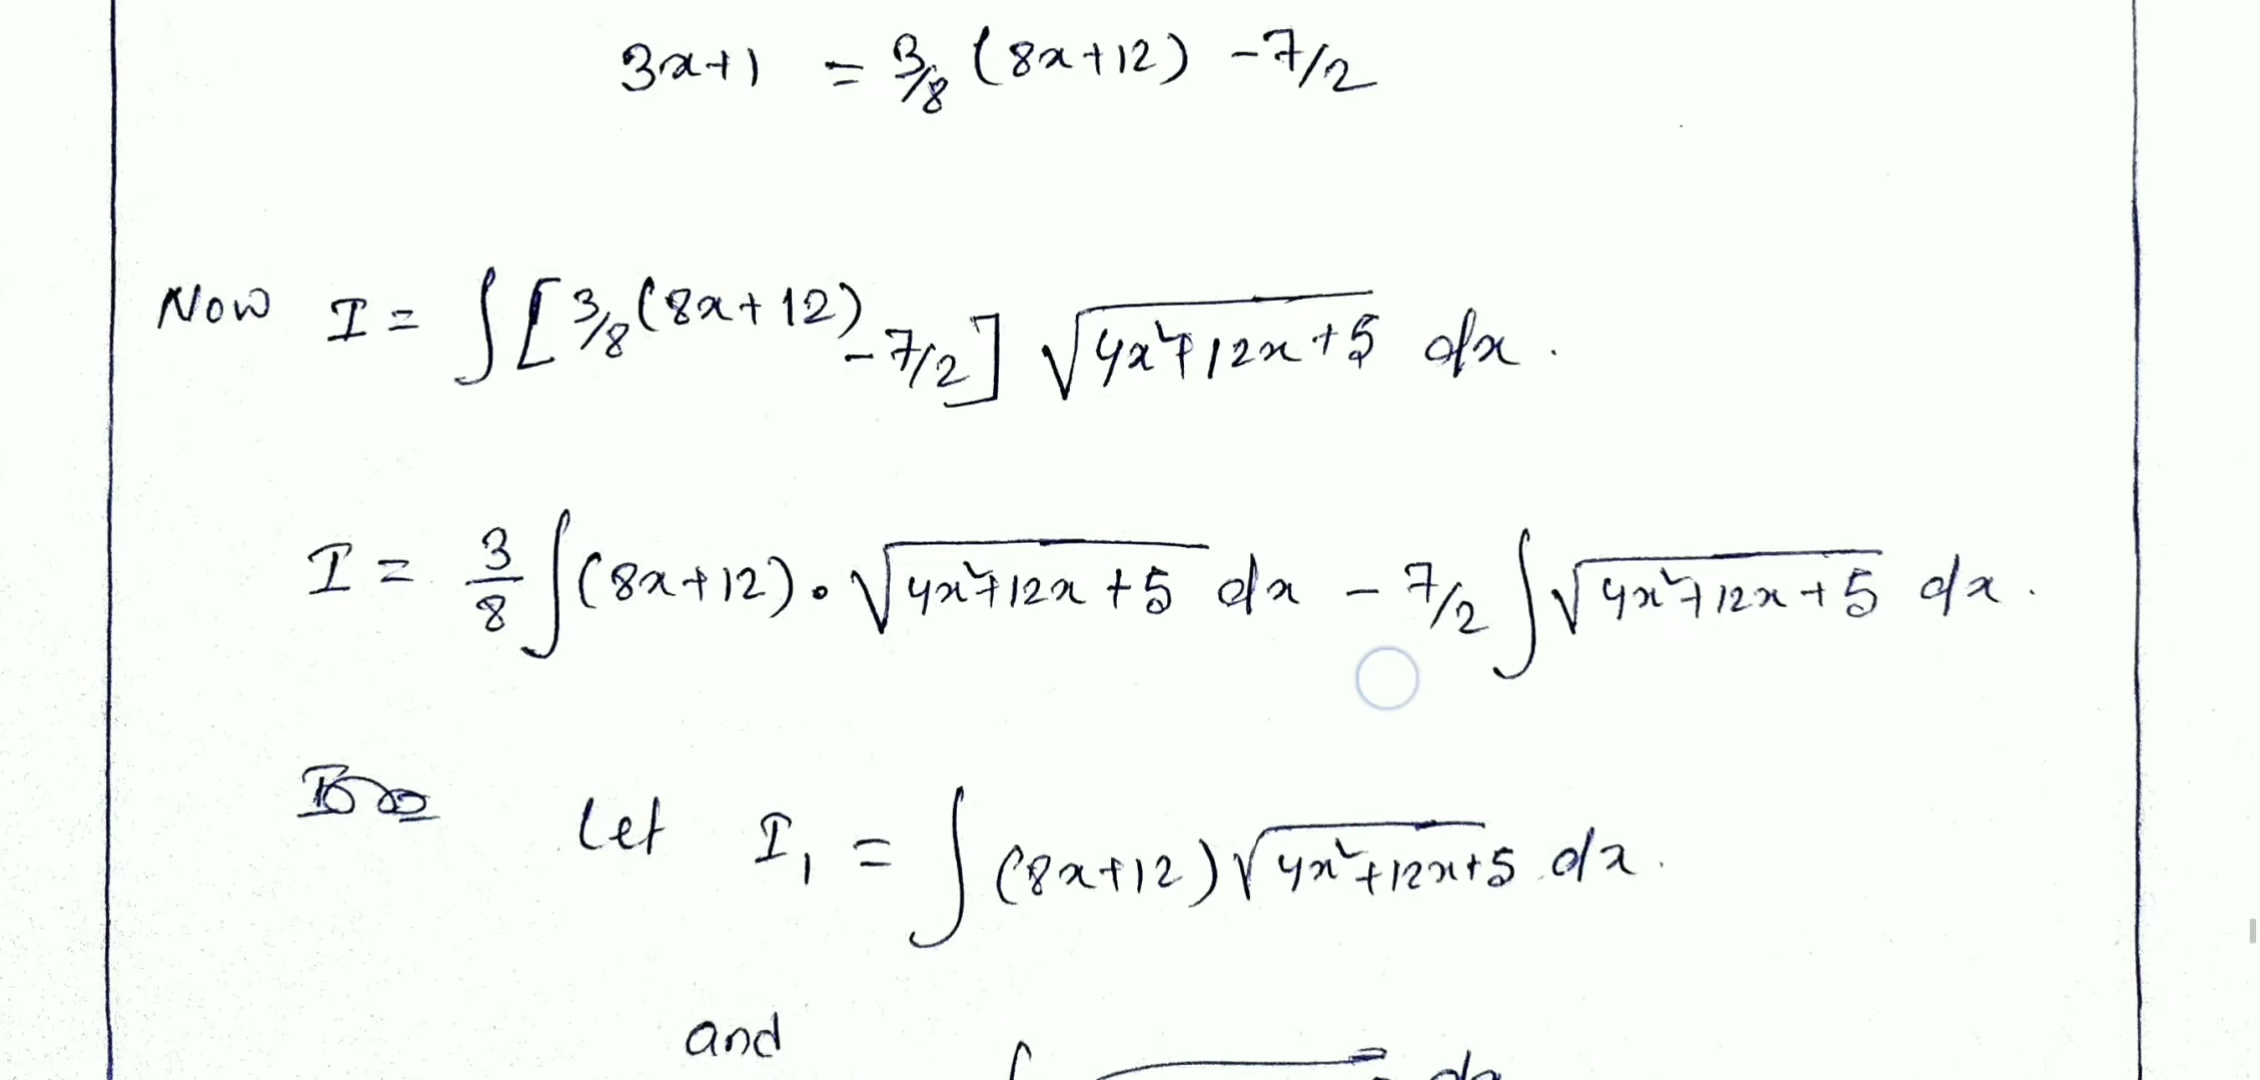 3x+1 = 3/8 (8x+12) -7/2
Now I = ∫ [3/8(8x+12) -7/2] √(4x²+12x+5) dx.
I = 3/8 ∫(8x+12).√(4x²+12x+5) dx - 7/2 ∫√(4x²+12x+5) dx.
Let I₁ = ∫(8x+12)√(4x²+12x+5) dx.
and
∫ dx